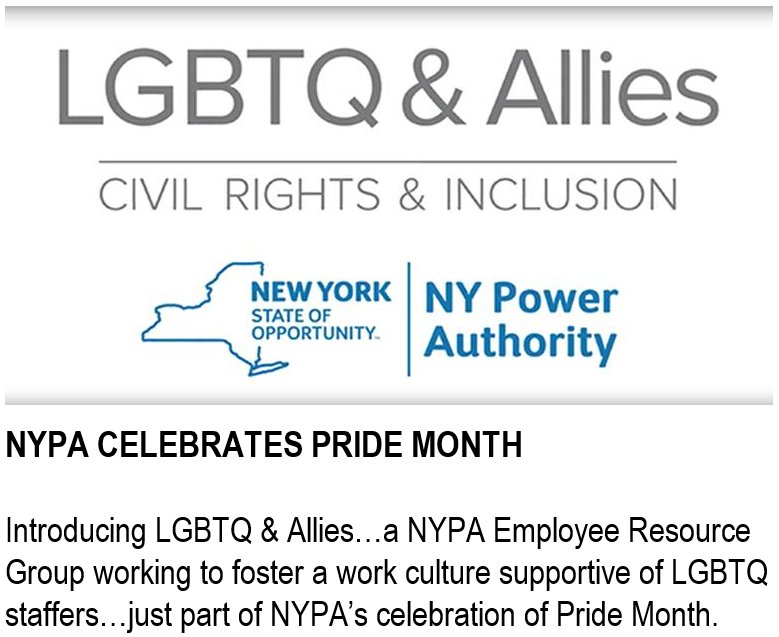 LGBTQ & Allies
CIVIL RIGHTS & INCLUSION
NEW YORK
STATE OF
OPPORTUNITY™
NY Power
Authority
NYPA CELEBRATES PRIDE MONTH
Introducing LGBTQ & Allies…a NYPA Employee Resource
Group working to foster a work culture supportive of LGBTQ
staffers…just part of NYPA’s celebration of Pride Month.